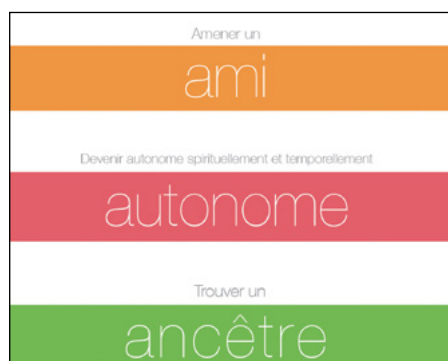 Amener un
ami
Devenir autonome spirituellement et temporellement
autonome
Trouver un
ancêtre